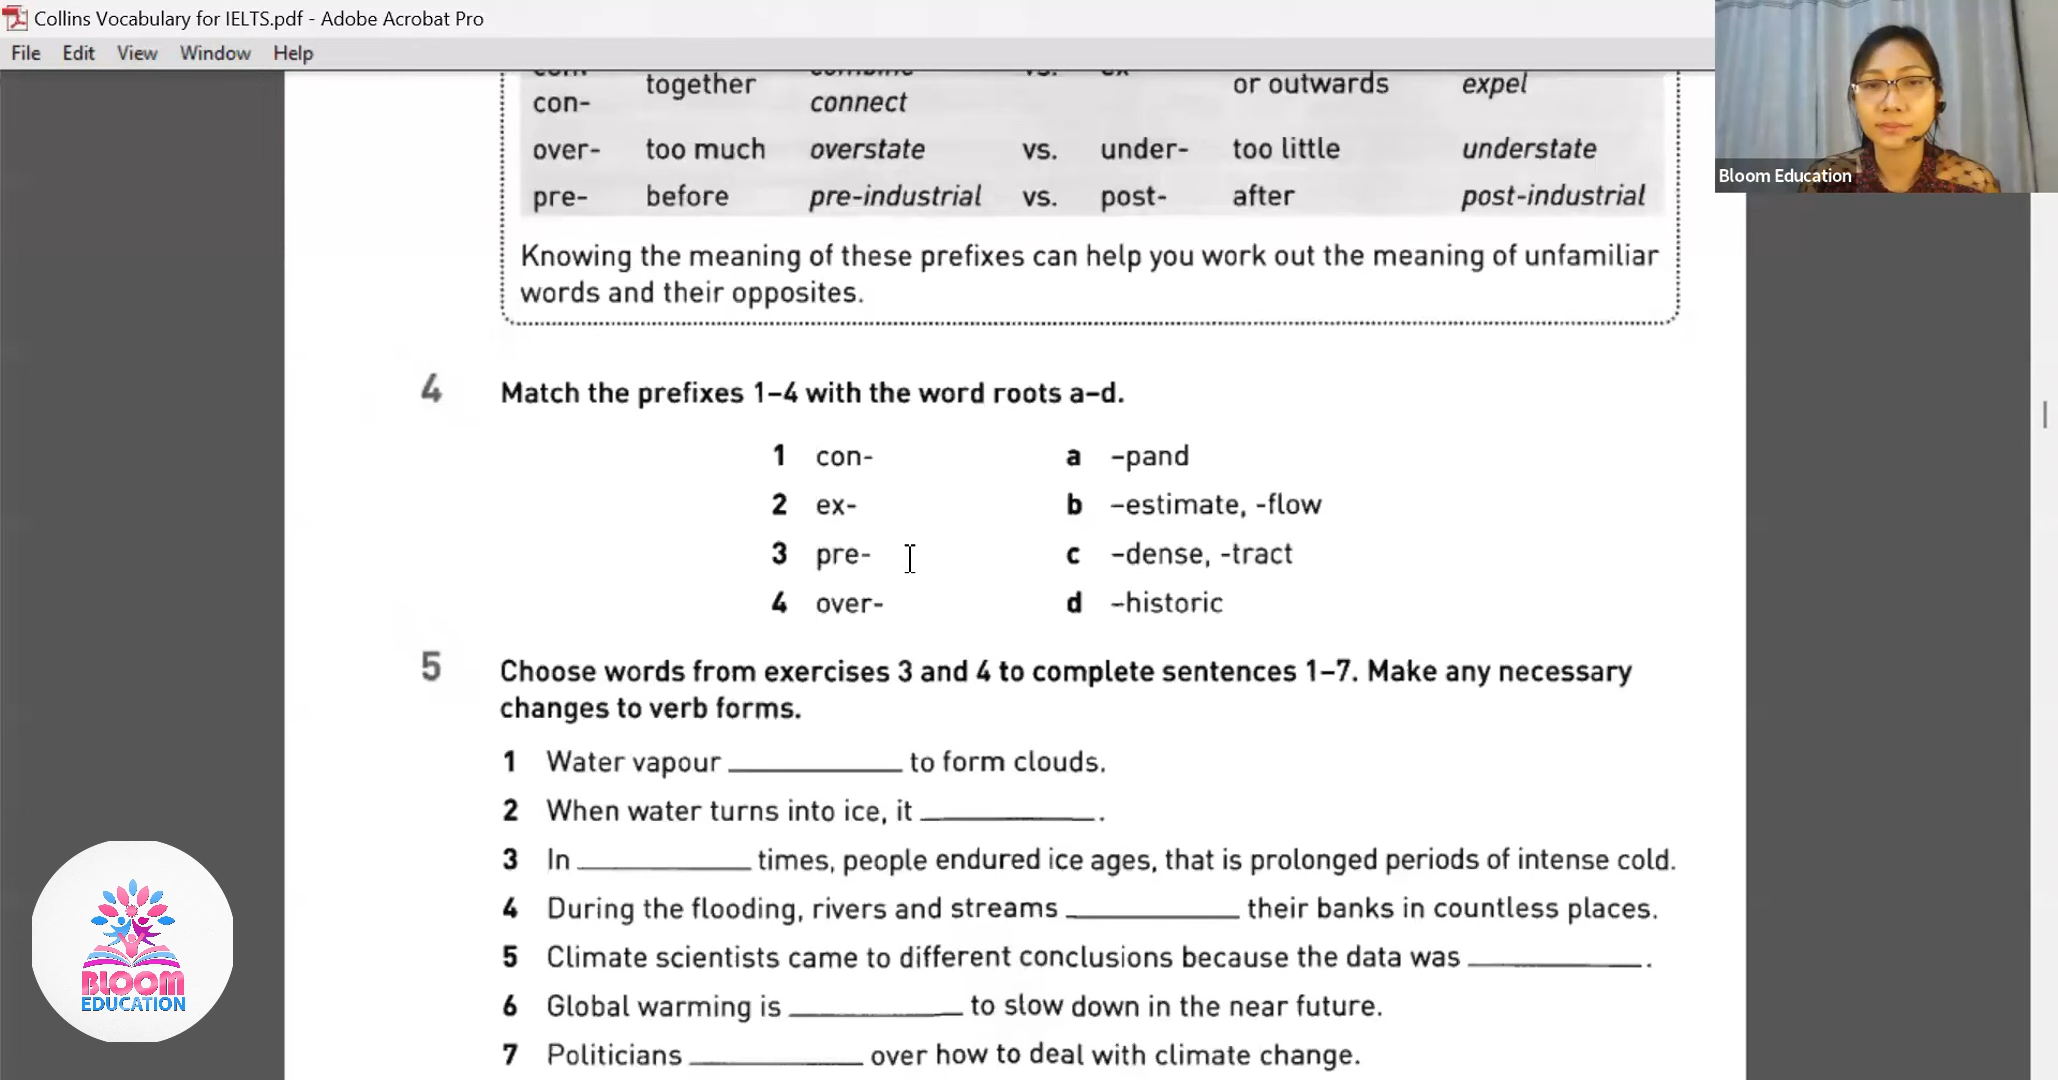 Collins Vocabulary for IELTS.pdf - Adobe Acrobat Pro
File Edit View Window Help
Bloom Education
together vs. or outwards expel
con- connect
over- too much overstate vs. under- too little understate
pre- before pre-industrial vs. post- after post-industrial
Knowing the meaning of these prefixes can help you work out the meaning of unfamiliar
words and their opposites.
4 Match the prefixes 1–4 with the word roots a–d.
1 con- a –pand
2 ex- b –estimate, -flow
3 pre- c –dense, -tract
4 over- d –historic
5 Choose words from exercises 3 and 4 to complete sentences 1–7. Make any necessary
changes to verb forms.
1 Water vapour ____________ to form clouds.
2 When water turns into ice, it ____________.
3 In ____________ times, people endured ice ages, that is prolonged periods of intense cold.
4 During the flooding, rivers and streams ____________ their banks in countless places.
5 Climate scientists came to different conclusions because the data was ____________.
6 Global warming is ____________ to slow down in the near future.
7 Politicians ____________ over how to deal with climate change.
BLOOM
EDUCATION